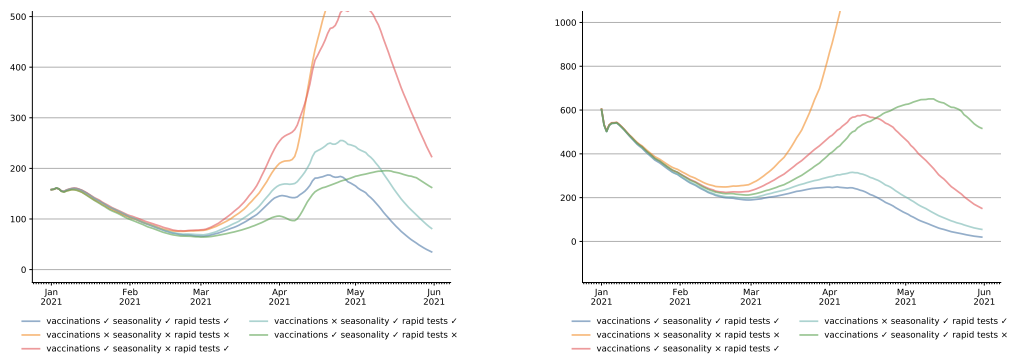 500
400
300
200
100
0
Jan
2021
Feb
2021
Mar
2021
Apr
2021
May
2021
Jun
2021
vaccinations ✓ seasonality ✓ rapid tests ✓
vaccinations × seasonality × rapid tests ×
vaccinations ✓ seasonality × rapid tests ✓
vaccinations × seasonality ✓ rapid tests ✓
vaccinations ✓ seasonality ✓ rapid tests ×
1000
800
600
400
200
0
Jan
2021
Feb
2021
Mar
2021
Apr
2021
May
2021
Jun
2021
vaccinations ✓ seasonality ✓ rapid tests ✓
vaccinations × seasonality × rapid tests ×
vaccinations ✓ seasonality × rapid tests ✓
vaccinations × seasonality ✓ rapid tests ✓
vaccinations ✓ seasonality ✓ rapid tests ×